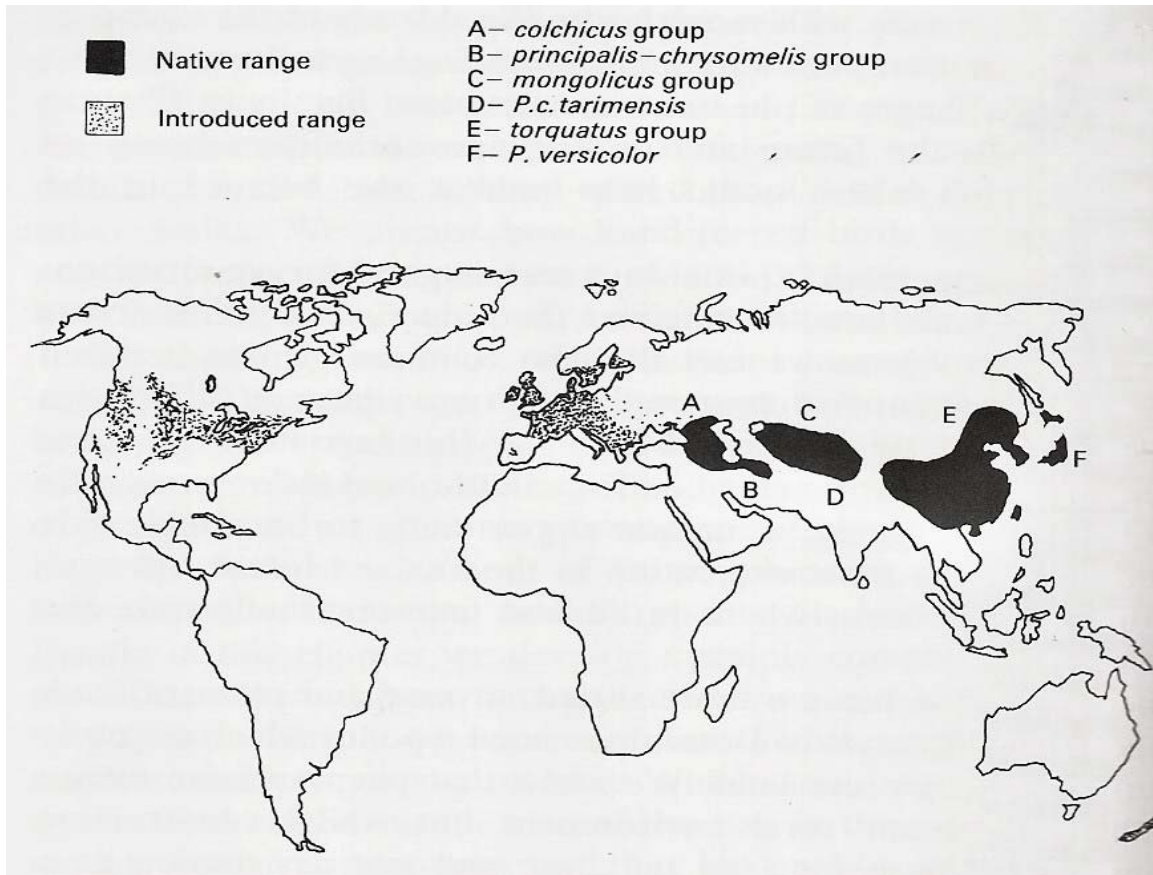 Native range
Introduced range
A– colchicus group
B– principalis–chrysomelis group
C– mongolicus group
D– P.c. tarimensis
E– torquatus group
F– P. versicolor
A
C
E
F
B
D